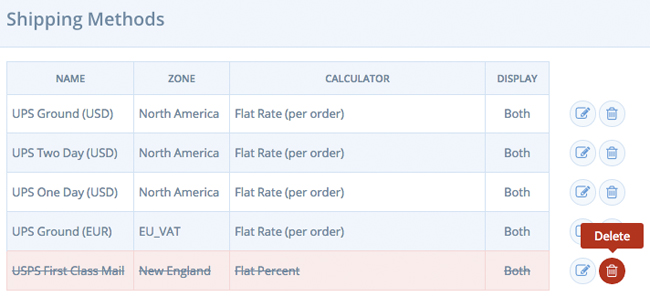 Shipping Methods
NAME ZONE CALCULATOR DISPLAY
UPS Ground (USD) North America Flat Rate (per order) Both
UPS Two Day (USD) North America Flat Rate (per order) Both
UPS One Day (USD) North America Flat Rate (per order) Both
UPS Ground (EUR) EU_VAT Flat Rate (per order) Both
Delete
USPS First Class Mail New England Flat Percent Both